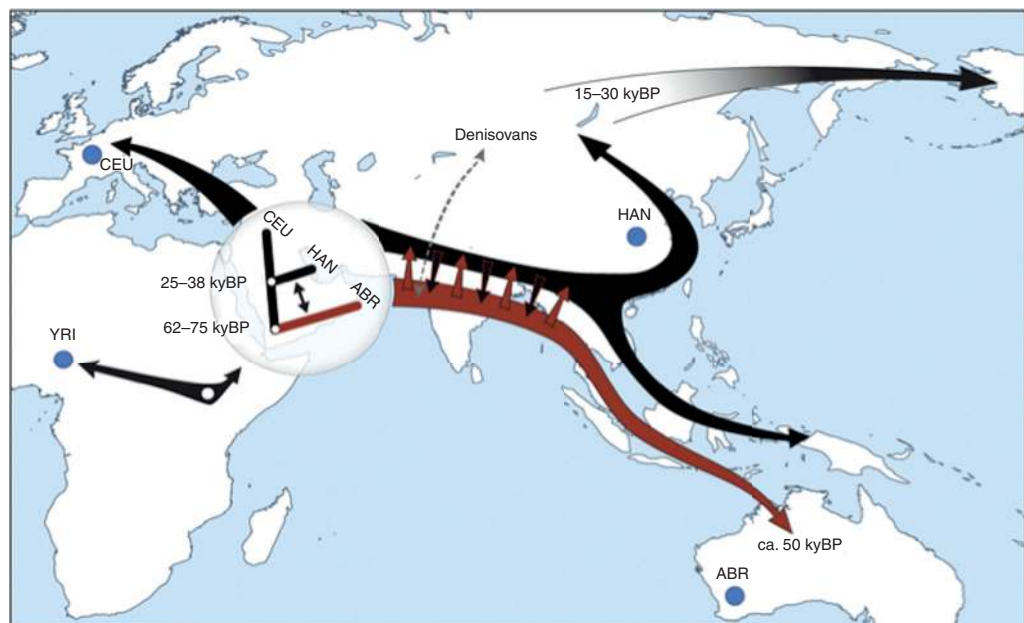 15–30 kyBP
Denisovans
CEU
HAN
CEU
HAN
ABR
25–38 kyBP
62–75 kyBP
YRI
ca. 50 kyBP
ABR